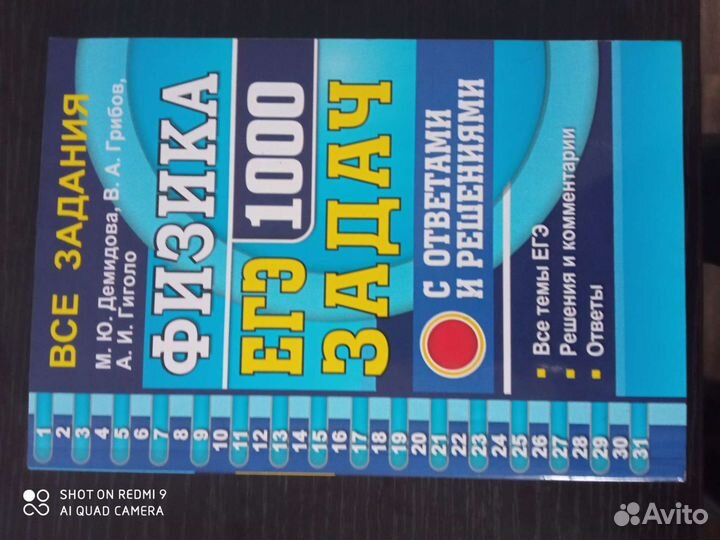 ВСЕ ЗАДАНИЯ
М. Ю. Демидова, В. А. Грибов,
А. И. Гиголо
ФИЗИКА
ЕГЭ 1000
ЗАДАЧ
С ОТВЕТАМИ
И РЕШЕНИЯМИ
Все темы ЕГЭ
Решения и комментарии
Ответы
1
2
3
4
5
6
7
8
9
10
11
12
13
14
15
16
17
18
19
20
21
22
23
24
25
26
27
28
29
30
31
SHOT ON REDMI 9
AI QUAD CAMERA
Avito